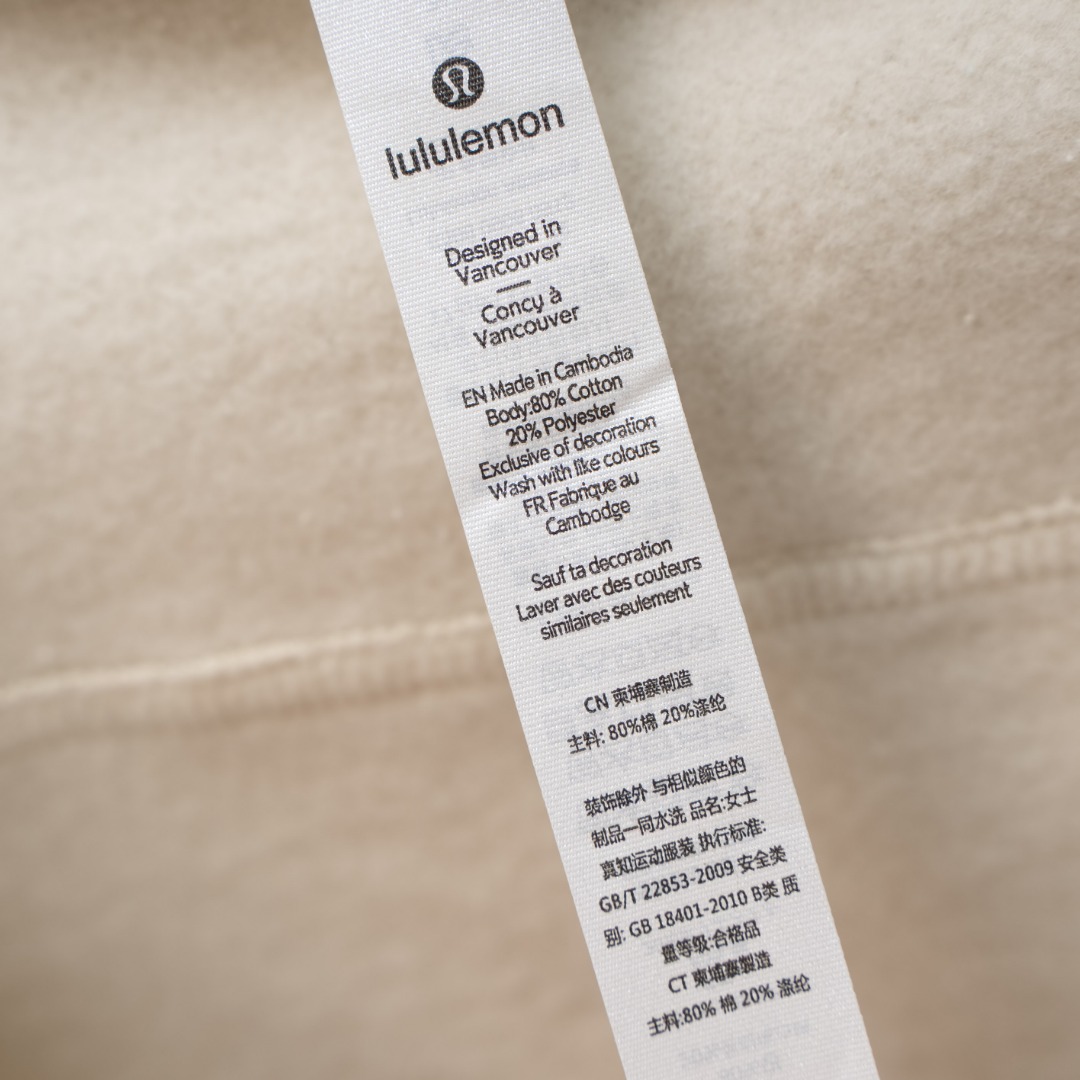 lululemon
Designed in
Vancouver
Concy à
Vancouver
EN Made in Cambodia
Body:80% Cotton
20% Polyester
Exclusive of decoration
Wash with like colours
FR Fabrique au
Cambodge
Sauf ta decoration
Laver avec des couteurs
similaires seulement
CN 柬埔寨制造
主料: 80%棉 20%涤纶
装饰除外 与相似颜色的
制品一同水洗 品名:女士
真知运动服装 执行标准:
GB/T 22853-2009 安全类
别: GB 18401-2010 B类 质
量等级:合格品
CT 柬埔寨製造
主料:80% 棉 20% 涤纶